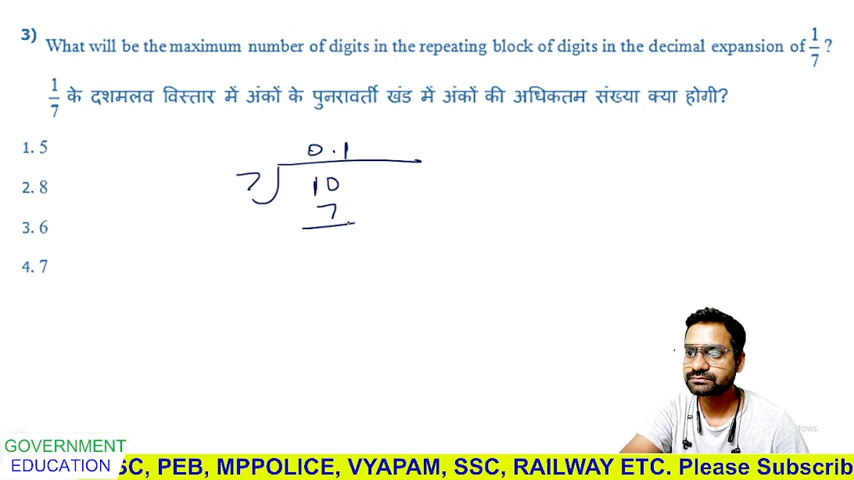 3) What will be the maximum number of digits in the repeating block of digits in the decimal expansion of 1/7 ?
1/7 के दशमलव विस्तार में अंकों के पुनरावर्ती खंड में अंकों की अधिकतम संख्या क्या होगी?
1. 5
2. 8
3. 6
4. 7
0.1
7 10
7
dows.
GOVERNMENT
EDUCATION
SC, PEB, MPPOLICE, VYAPAM, SSC, RAILWAY ETC. Please Subscrib